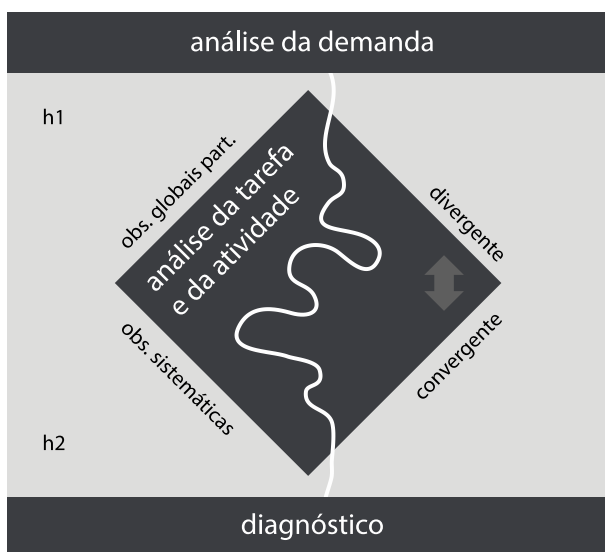 análise da demanda
h1
obs. globais part.
análise da tarefa
e da atividade
divergente
obs. sistemáticas
convergente
h2
diagnóstico